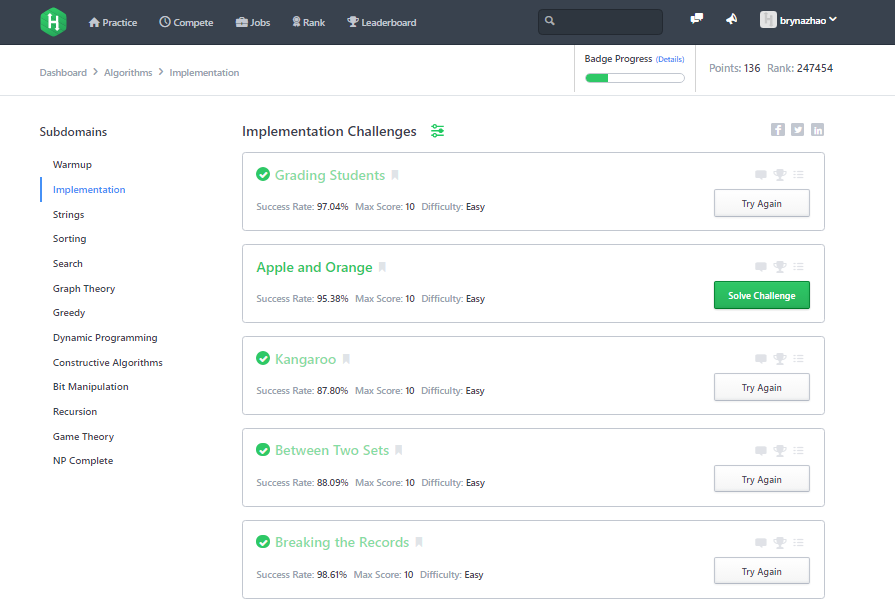 H Practice Compete Jobs Rank Leaderboard H brynazhao
Dashboard > Algorithms > Implementation
Badge Progress (Details)
Points: 136 Rank: 247454
Subdomains
Warmup
Implementation
Strings
Sorting
Search
Graph Theory
Greedy
Dynamic Programming
Constructive Algorithms
Bit Manipulation
Recursion
Game Theory
NP Complete
Implementation Challenges
f in
Grading Students
Success Rate: 97.04% Max Score: 10 Difficulty: Easy
Try Again
Apple and Orange
Success Rate: 95.38% Max Score: 10 Difficulty: Easy
Solve Challenge
Kangaroo
Success Rate: 87.80% Max Score: 10 Difficulty: Easy
Try Again
Between Two Sets
Success Rate: 88.09% Max Score: 10 Difficulty: Easy
Try Again
Breaking the Records
Success Rate: 98.61% Max Score: 10 Difficulty: Easy
Try Again